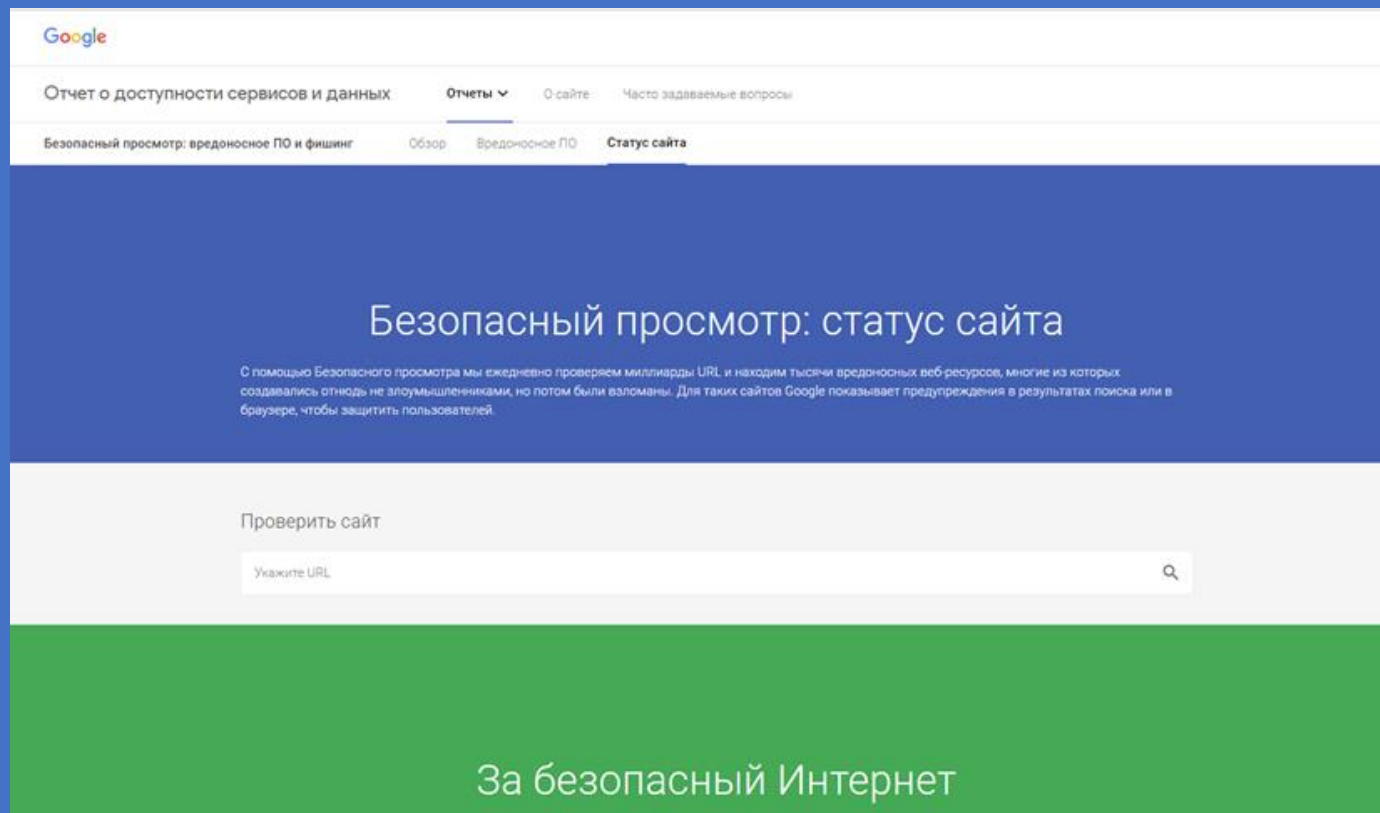 Google
Отчет о доступности сервисов и данных Отчеты О сайте Часто задаваемые вопросы
Безопасный просмотр: вредоносное ПО и фишинг Обзор Вредоносное ПО Статус сайта
Безопасный просмотр: статус сайта
С помощью Безопасного просмотра мы ежедневно проверяем миллиарды URL и находим тысячи вредоносных веб-ресурсов, многие из которых
создавались отнюдь не злоумышленниками, но потом были взломаны. Для таких сайтов Google показывает предупреждения в результатах поиска или в
браузере, чтобы защитить пользователей.
Проверить сайт
Укажите URL
За безопасный Интернет